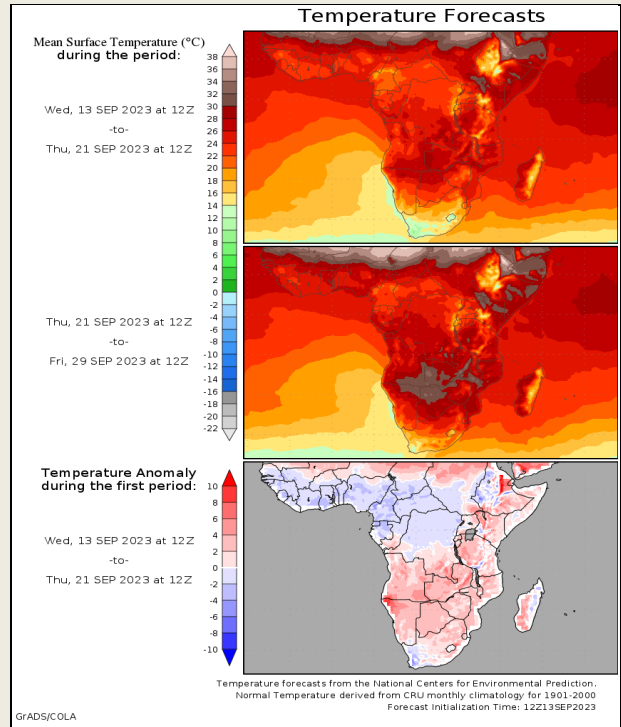 Temperature Forecasts
Mean Surface Temperature (°C)
during the period:
Wed, 13 SEP 2023 at 12Z
-to-
Thu, 21 SEP 2023 at 12Z
38
36
34
32
30
28
26
24
22
20
18
16
14
12
10
8
6
4
2
0
-2
-4
-6
-8
-10
-12
-14
-16
-18
-20
-22
Thu, 21 SEP 2023 at 12Z
-to-
Fri, 29 SEP 2023 at 12Z
Temperature Anomaly
during the first period:
Wed, 13 SEP 2023 at 12Z
-to-
Thu, 21 SEP 2023 at 12Z
10
8
6
4
2
0
-2
-4
-6
-8
-10
Temperature forecasts from the National Centers for Environmental Prediction.
Normal Temperature derived from CRU monthly climatology for 1901-2000
Forecast Initialization Time: 12Z13SEP2023
GrADS/COLA